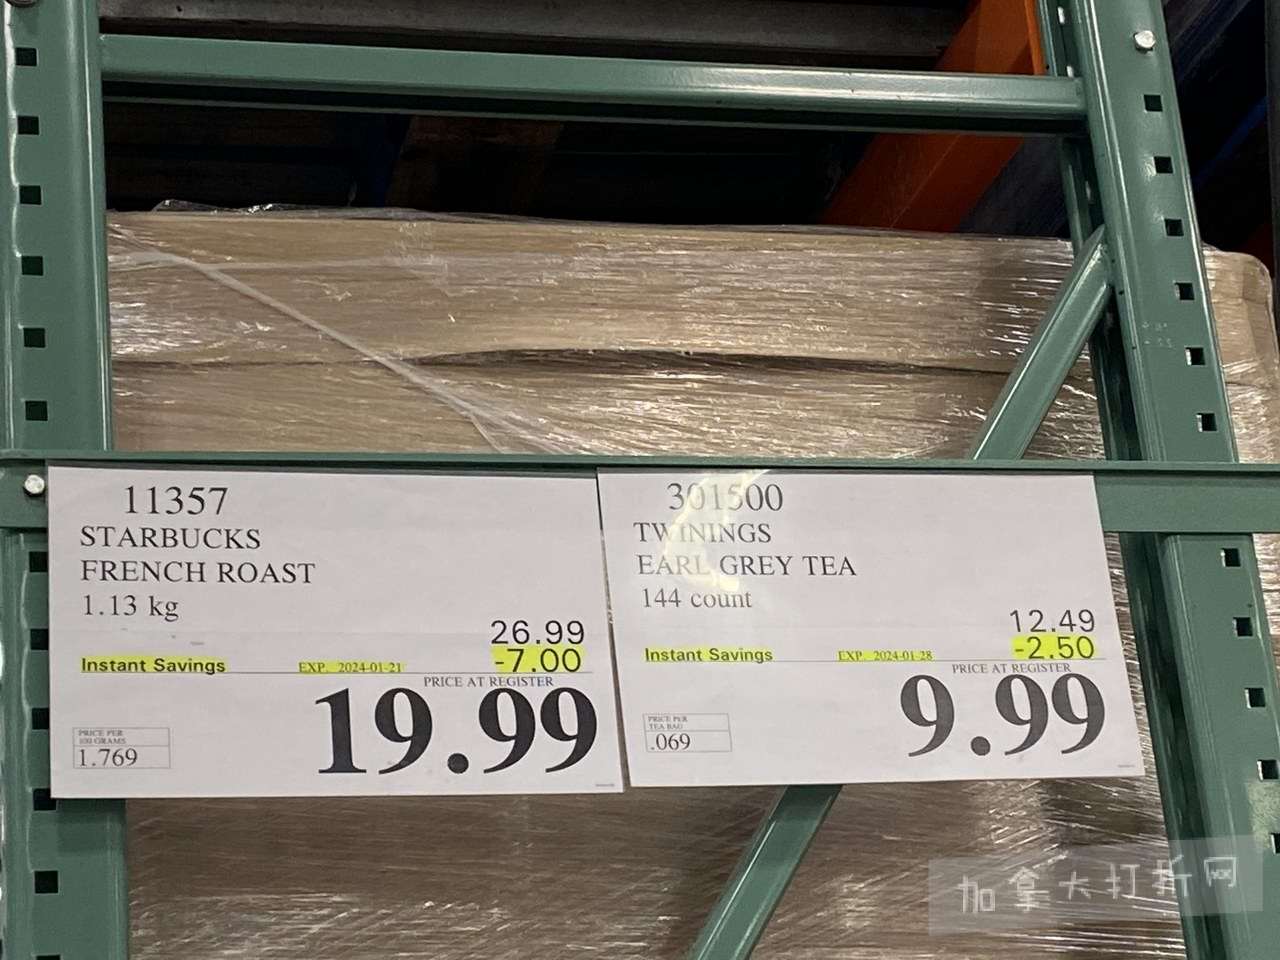 11357
STARBUCKS
FRENCH ROAST
1.13 kg
26.99
Instant Savings EXP. 2024-01-21 -7.00
PRICE AT REGISTER
19.99
PRICE PER
100 GRAMS
1.769
301500
TWININGS
EARL GREY TEA
144 count
12.49
Instant Savings EXP. 2024-01-28 -2.50
PRICE AT REGISTER
9.99
PRICE PER
TEA BAG
.069
加拿大打折网